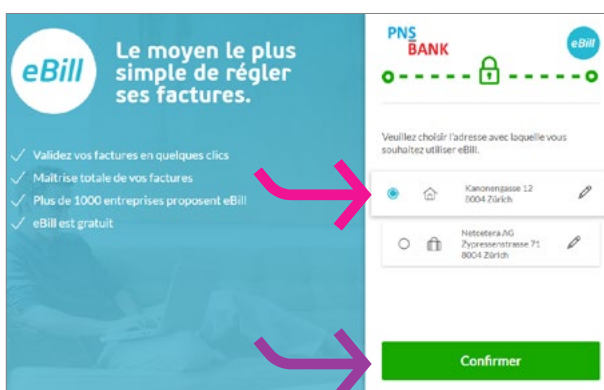 eBill
Le moyen le plus
simple de régler
ses factures.
Validez vos factures en quelques clics
Maîtrise totale de vos factures
Plus de 1000 entreprises proposent eBill
eBill est gratuit
PNS
BANK
eBill
Veuillez choisir l'adresse avec laquelle vous
souhaitez utiliser eBill.
Kanonengasse 12
8004 Zürich
Netcetera AG
Zypressenstrasse 71
8004 Zürich
Confirmer